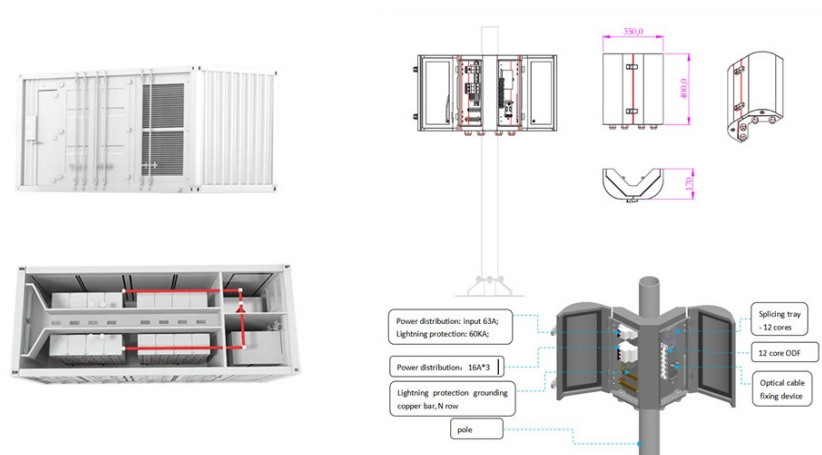 350,0
400,0
170
Power distribution: input 63A;
Lightning protection: 60KA;
Power distribution: 16A*3
Lightning protection grounding
copper bar, N row
pole
Splicing tray
- 12 cores
12 core ODF
Optical cable
fixing device